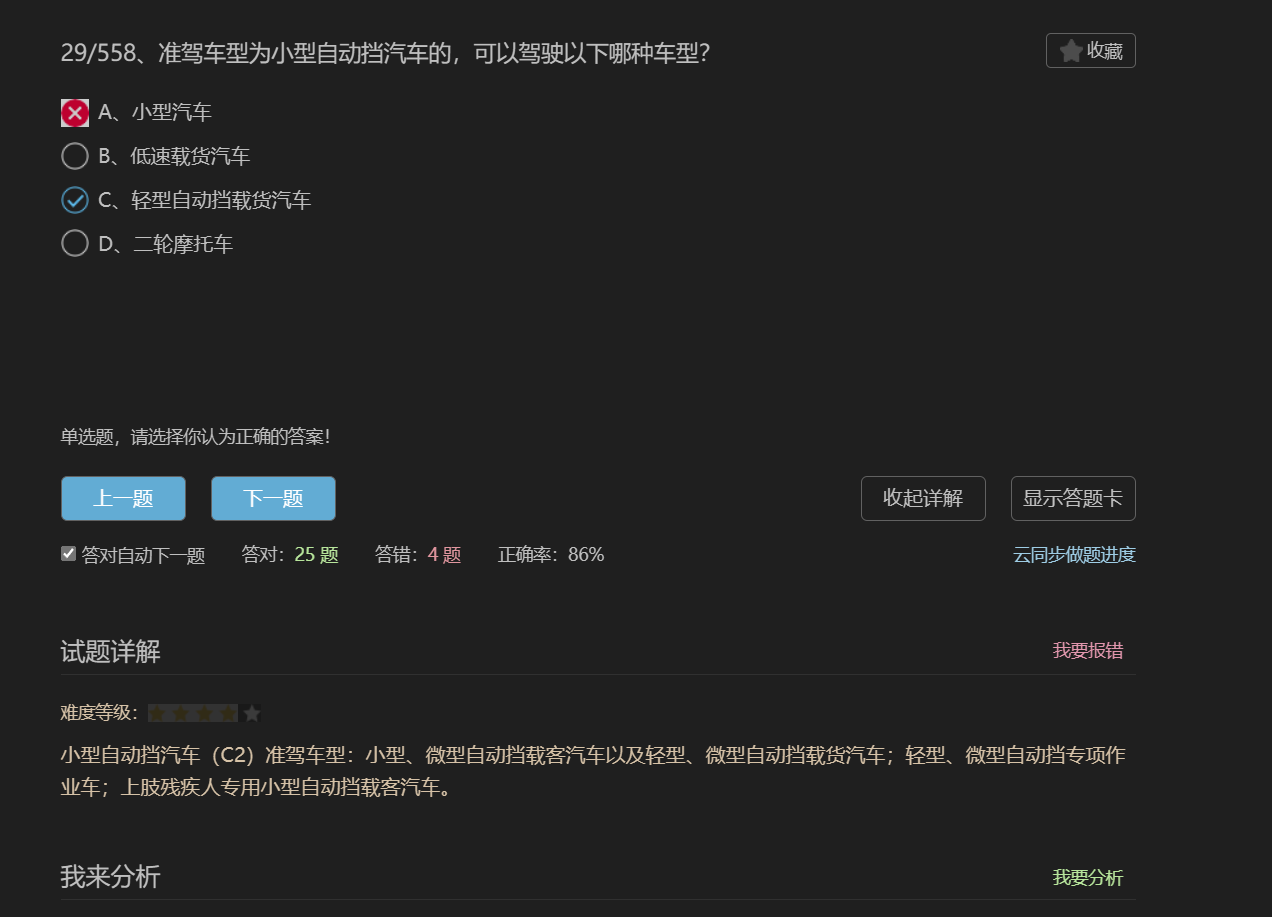 29/558、准驾车型为小型自动挡汽车的，可以驾驶以下哪种车型？
收藏
A、小型汽车
B、低速载货汽车
C、轻型自动挡载货汽车
D、二轮摩托车
单选题，请选择你认为正确的答案！
上一题 下一题 收起详解 显示答题卡
答对自动下一题 答对：25 题 答错：4 题 正确率：86% 云同步做题进度
试题详解 我要报错
难度等级：
小型自动挡汽车（C2）准驾车型：小型、微型自动挡载客汽车以及轻型、微型自动挡载货汽车；轻型、微型自动挡专项作
业车；上肢残疾人专用小型自动挡载客汽车。
我来分析 我要分析